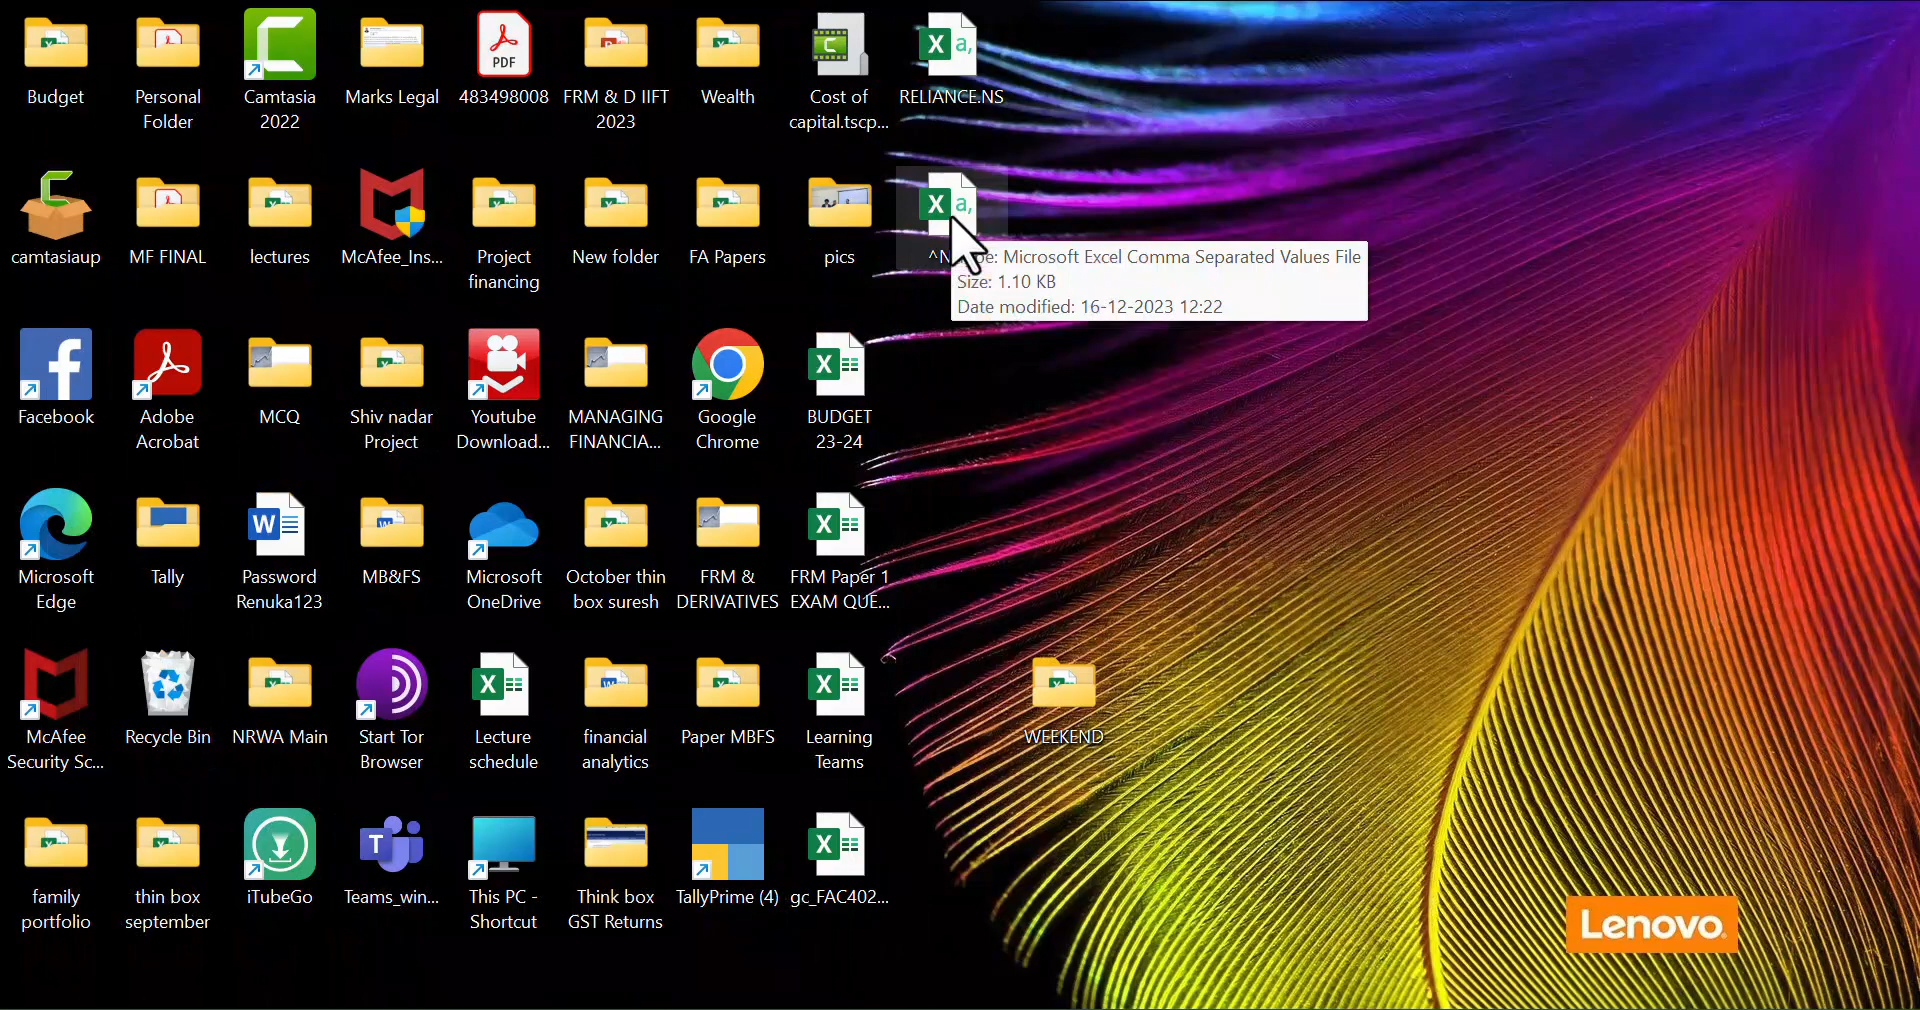 Budget
Personal
Folder
Camtasia
2022
Marks Legal
PDF
483498008
FRM & D IIFT
2023
Wealth
Cost of
capital.tscp...
X a,
RELIANCE.NS
camtasiaup
MF FINAL
lectures
McAfee_Ins...
Project
financing
New folder
FA Papers
pics
X a,
^N
pe: Microsoft Excel Comma Separated Values File
Size: 1.10 KB
Date modified: 16-12-2023 12:22
Facebook
Adobe
Acrobat
MCQ
Shiv nadar
Project
Youtube
Download...
MANAGING
FINANCIA...
Google
Chrome
X
BUDGET
23-24
Microsoft
Edge
Tally
W
Password
Renuka123
MB&FS
Microsoft
OneDrive
October thin
box suresh
FRM &
DERIVATIVES
X
FRM Paper 1
EXAM QUE...
McAfee
Security Sc...
Recycle Bin
NRWA Main
Start Tor
Browser
X
Lecture
schedule
financial
analytics
Paper MBFS
X
Learning
Teams
WEEKEND
family
portfolio
thin box
september
iTubeGo
T
Teams_win...
This PC -
Shortcut
Think box
GST Returns
TallyPrime (4)
X
gc_FAC402...
Lenovo